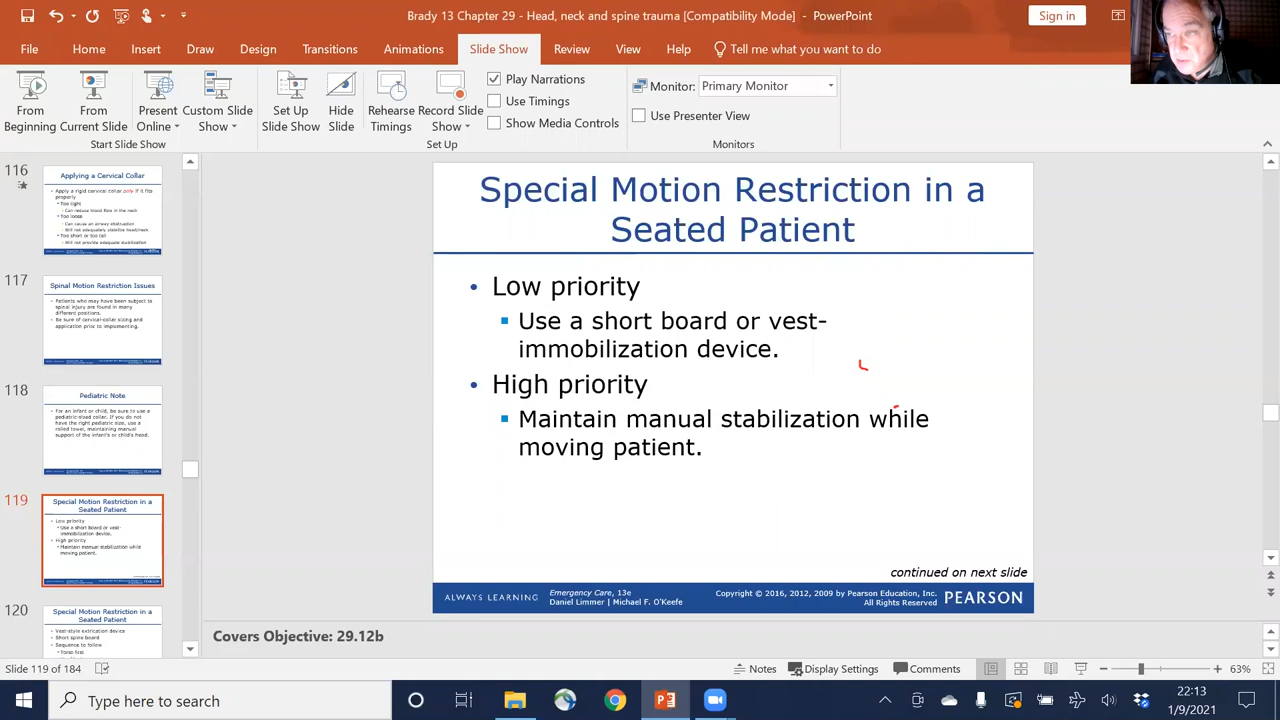 Brady 13 Chapter 29 - Head, neck and spine trauma [Compatibility Mode] - PowerPoint
Sign in
File
Home
Insert
Draw
Design
Transitions
Animations
Slide Show
Review
View
Help
Tell me what you want to do
From
Beginning
From
Current Slide
Present
Online
Custom Slide
Show
Set Up
Slide Show
Hide
Slide
Rehearse
Timings
Record Slide
Show
Play Narrations
Use Timings
Show Media Controls
Monitor:
Primary Monitor
Use Presenter View
Start Slide Show
Set Up
Monitors
116
Applying a Cervical Collar
Apply a rigid cervical collar only if it fits
properly
Too tight
- Can reduce blood flow in the neck
Too loose
- Can cause an airway obstruction
- Will not adequately stabilize head/neck
Too short or too tall
- Will not provide adequate stabilization
117
Spinal Motion Restriction Issues
Patients who may have been subject to
spinal injury are found in many
different positions.
Be sure of cervical-collar sizing and
application prior to implementing.
118
Pediatric Note
For an infant or child, be sure to use a
pediatric-sized collar. If you do not
have the right pediatric size, use a
rolled towel, maintaining manual
support of the infant's or child's head.
119
Special Motion Restriction in a
Seated Patient
Low priority
Use a short board or vest-
immobilization device.
High priority
Maintain manual stabilization while
moving patient.
120
Special Motion Restriction in a
Seated Patient
Vest-style extrication device
Short spine board
Sequence to follow
Torso first
Special Motion Restriction in a
Seated Patient
• Low priority
Use a short board or vest-
immobilization device.
• High priority
Maintain manual stabilization while
moving patient.
continued on next slide
ALWAYS LEARNING
Emergency Care, 13e
Daniel Limmer | Michael F. O'Keefe
Copyright © 2016, 2012, 2009 by Pearson Education, Inc.
All Rights Reserved
PEARSON
Covers Objective: 29.12b
Slide 119 of 184
Notes
Display Settings
Comments
63%
Type here to search
22:13
1/9/2021